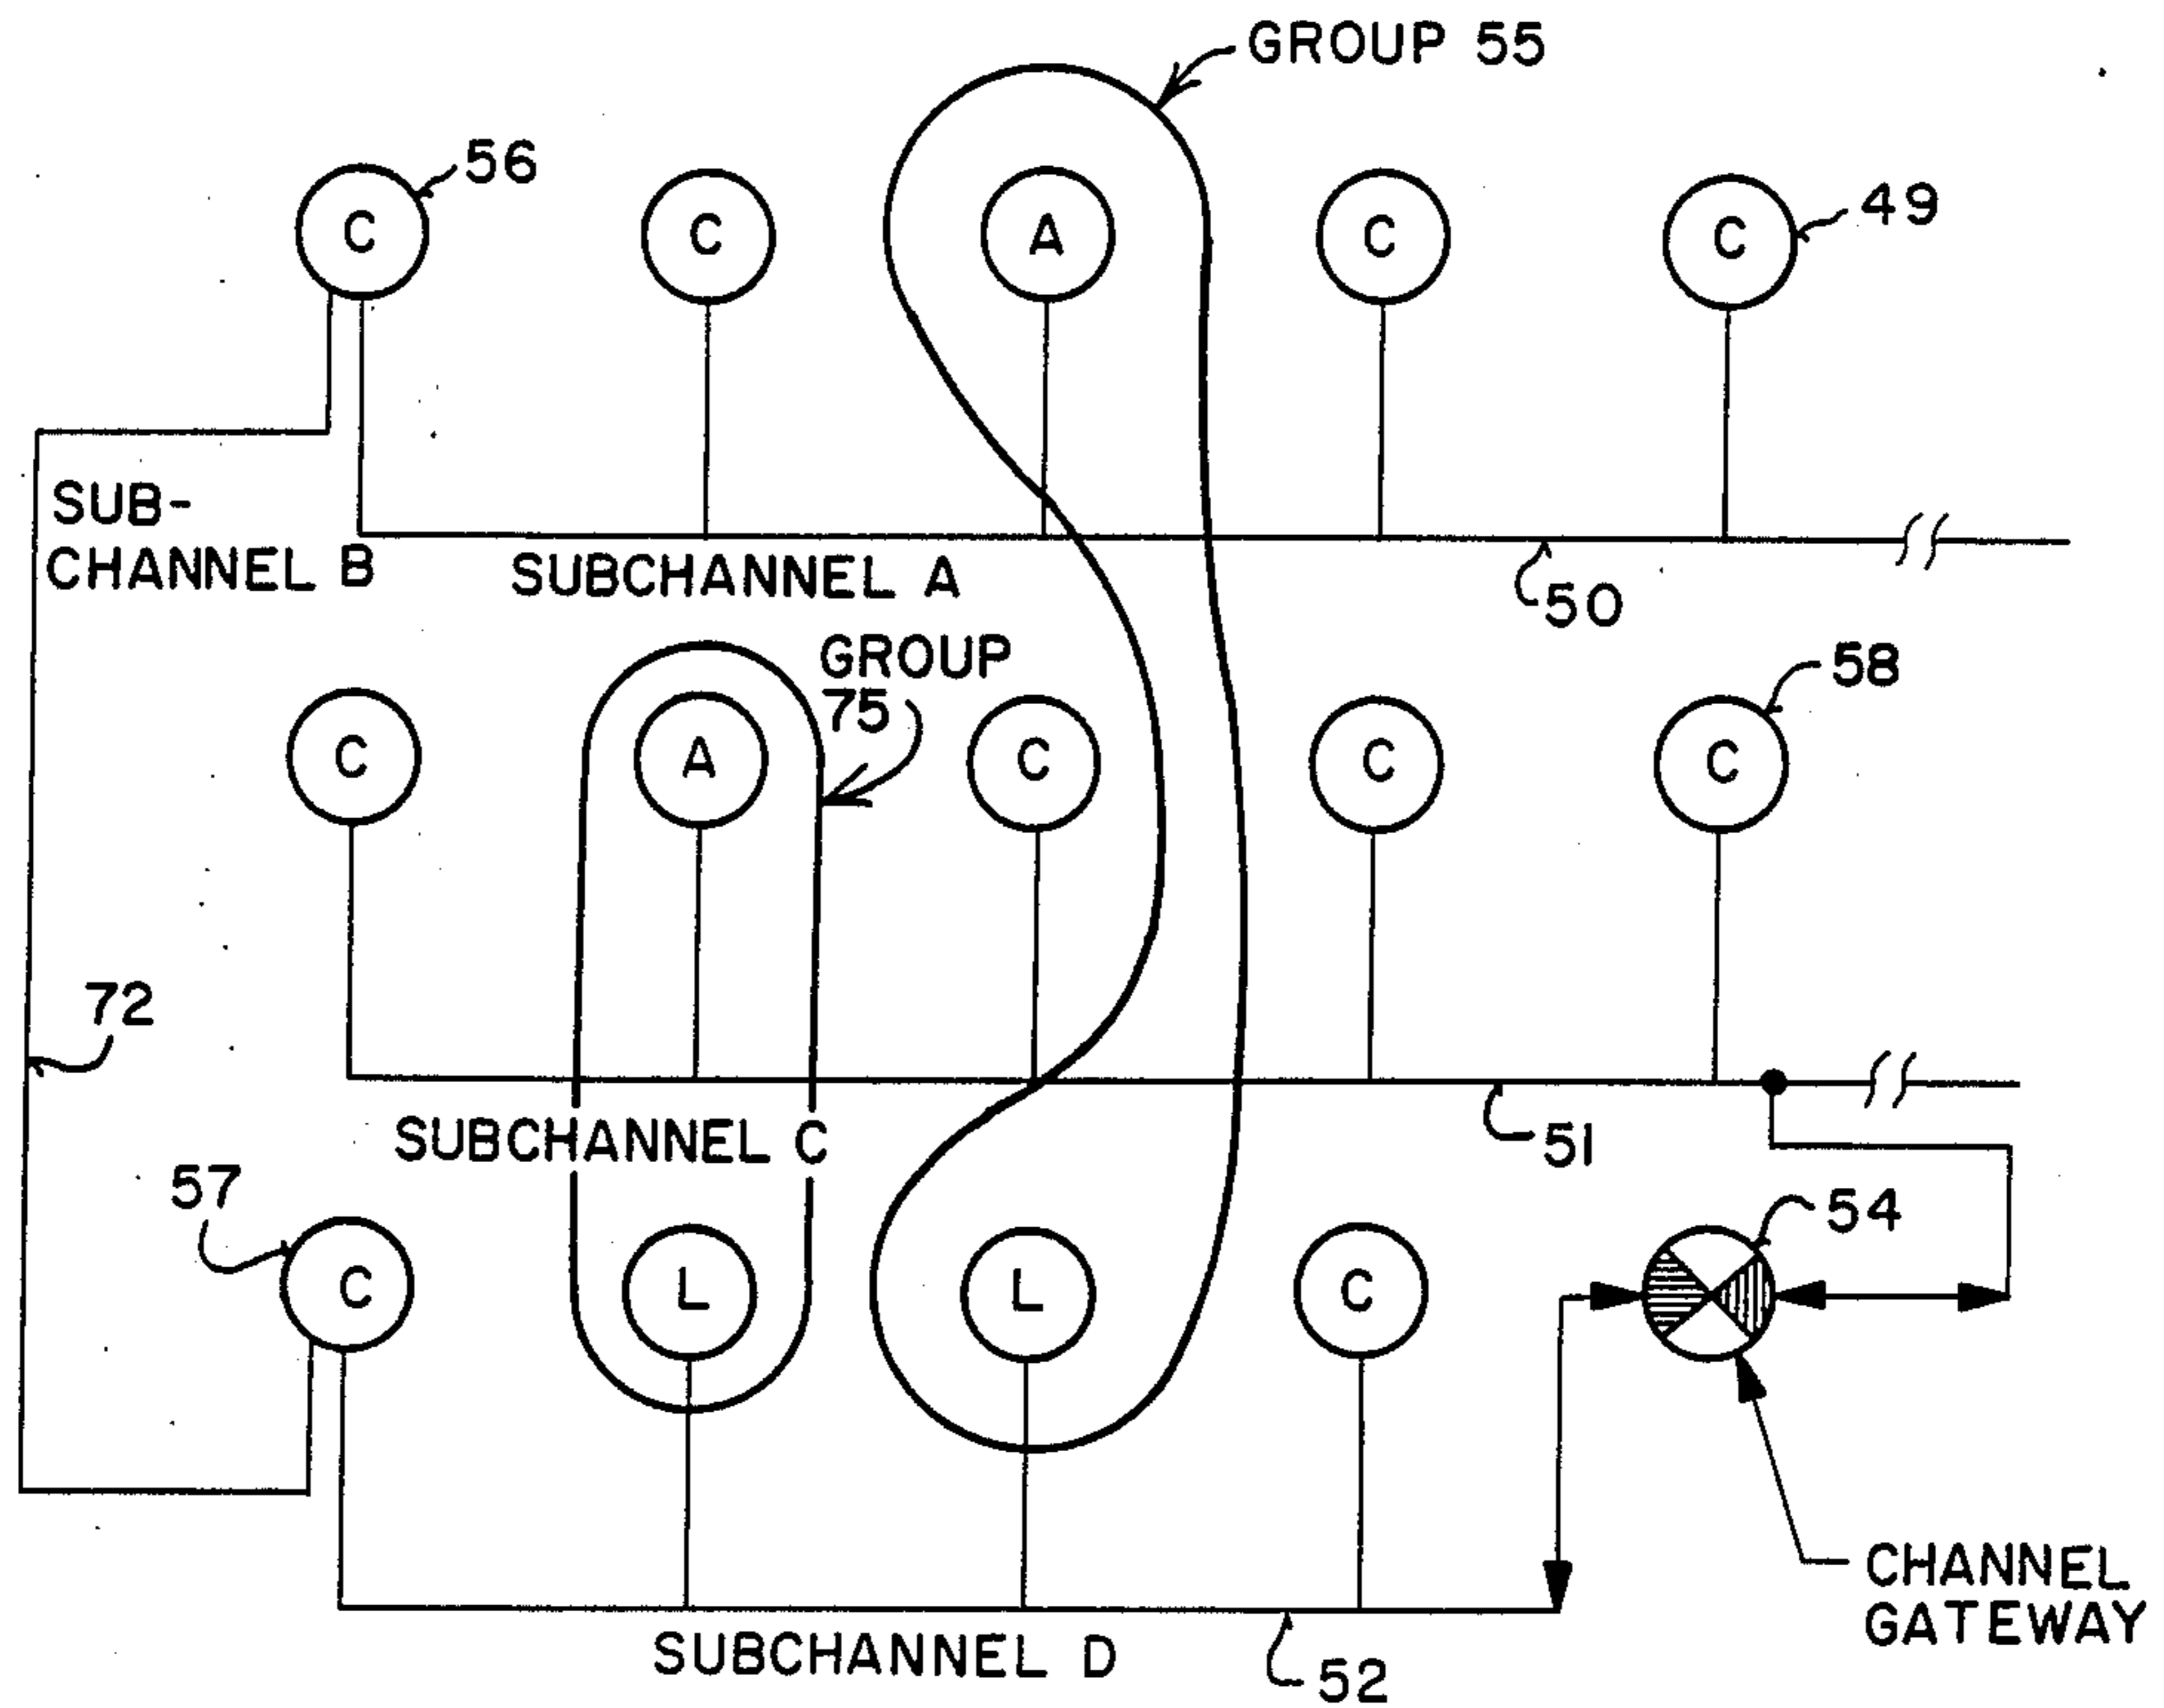 GROUP 55
56
49
C
C
A
C
C
SUB-
CHANNEL B
SUBCHANNEL A
50
GROUP
75
58
C
A
C
C
C
72
SUBCHANNEL C
51
57
54
C
L
L
C
CHANNEL
GATEWAY
SUBCHANNEL D
52